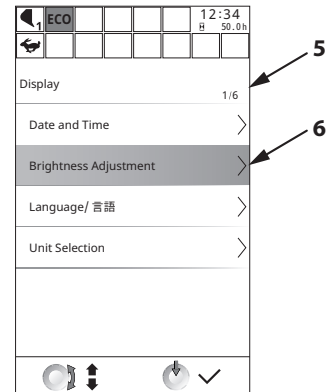 1 ECO 12:34
H 50.0h
5
Display
1/6
Date and Time
6
Brightness Adjustment
Language/ 言語
Unit Selection